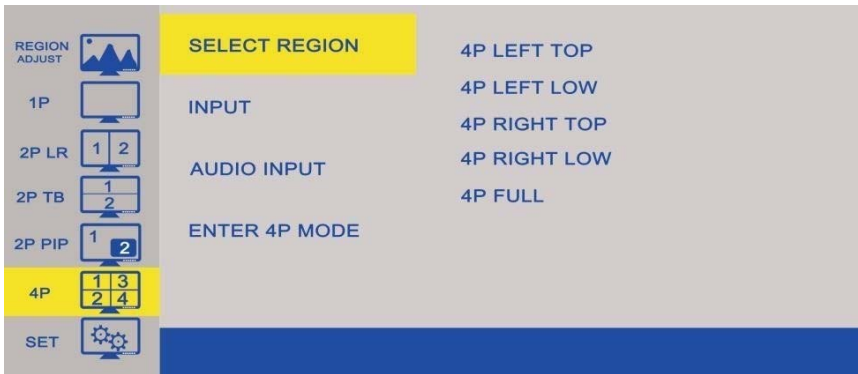 REGION
ADJUST
1P
2P LR
1 2
2P TB
1
2
2P PIP
1
2
4P
1 3
2 4
SET
SELECT REGION
INPUT
AUDIO INPUT
ENTER 4P MODE
4P LEFT TOP
4P LEFT LOW
4P RIGHT TOP
4P RIGHT LOW
4P FULL